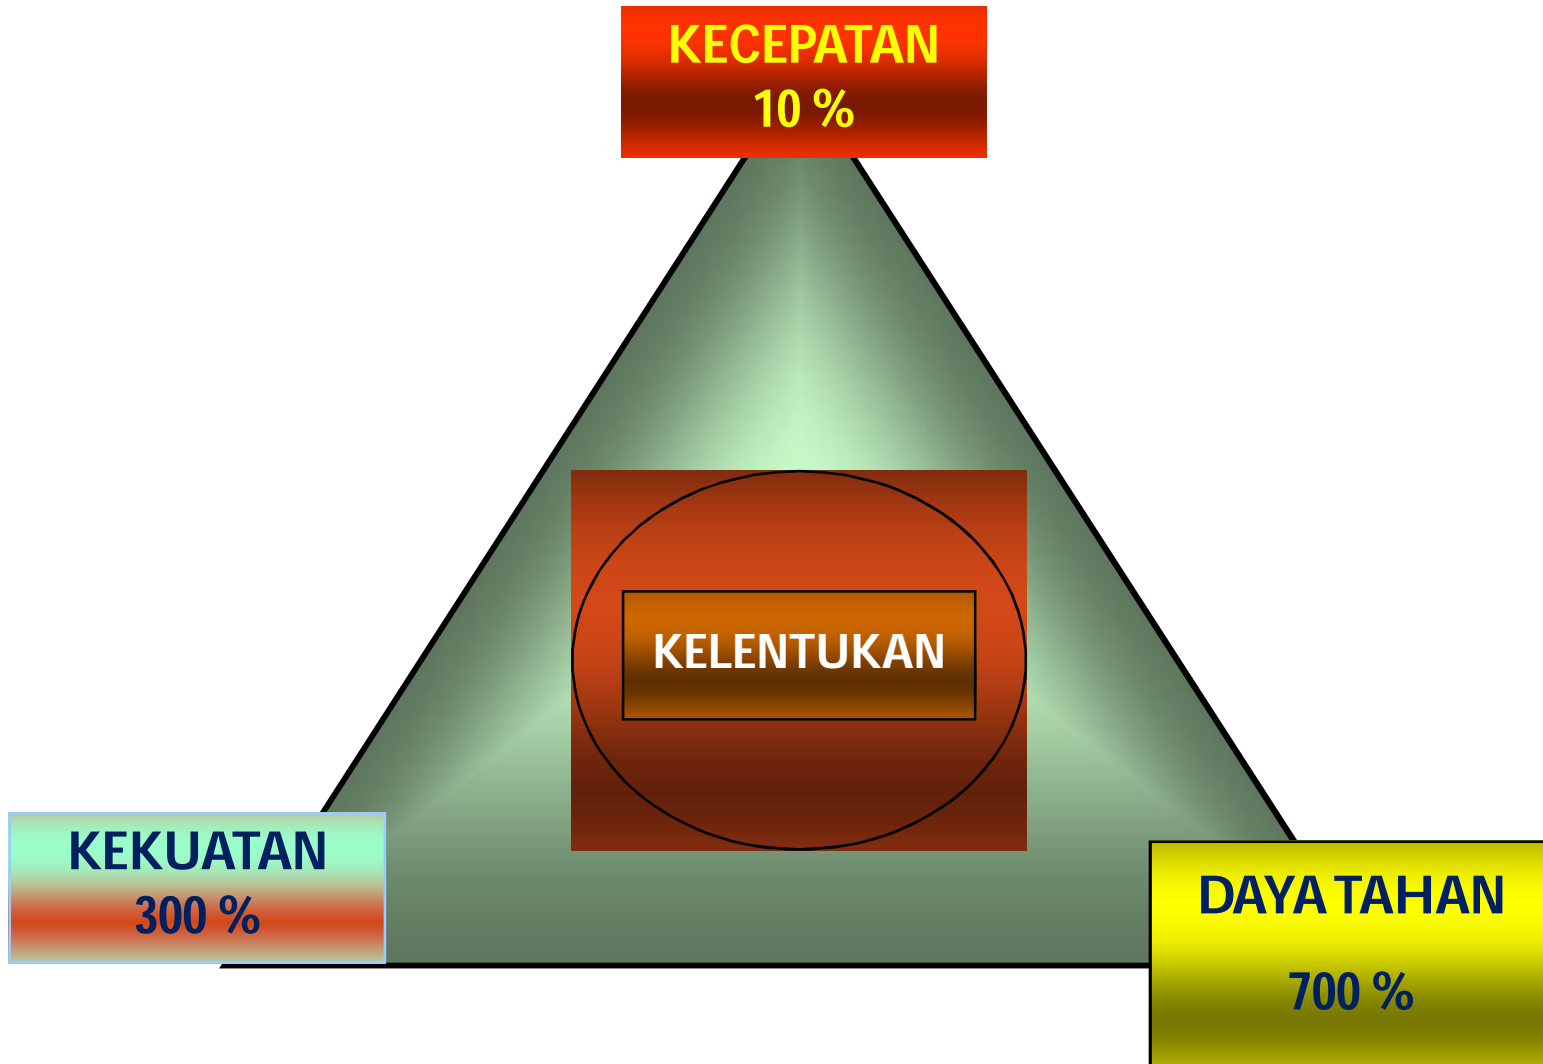 KECEPATAN
10 %
KELENTUKAN
KEKUATAN
300 %
DAYA TAHAN
700 %